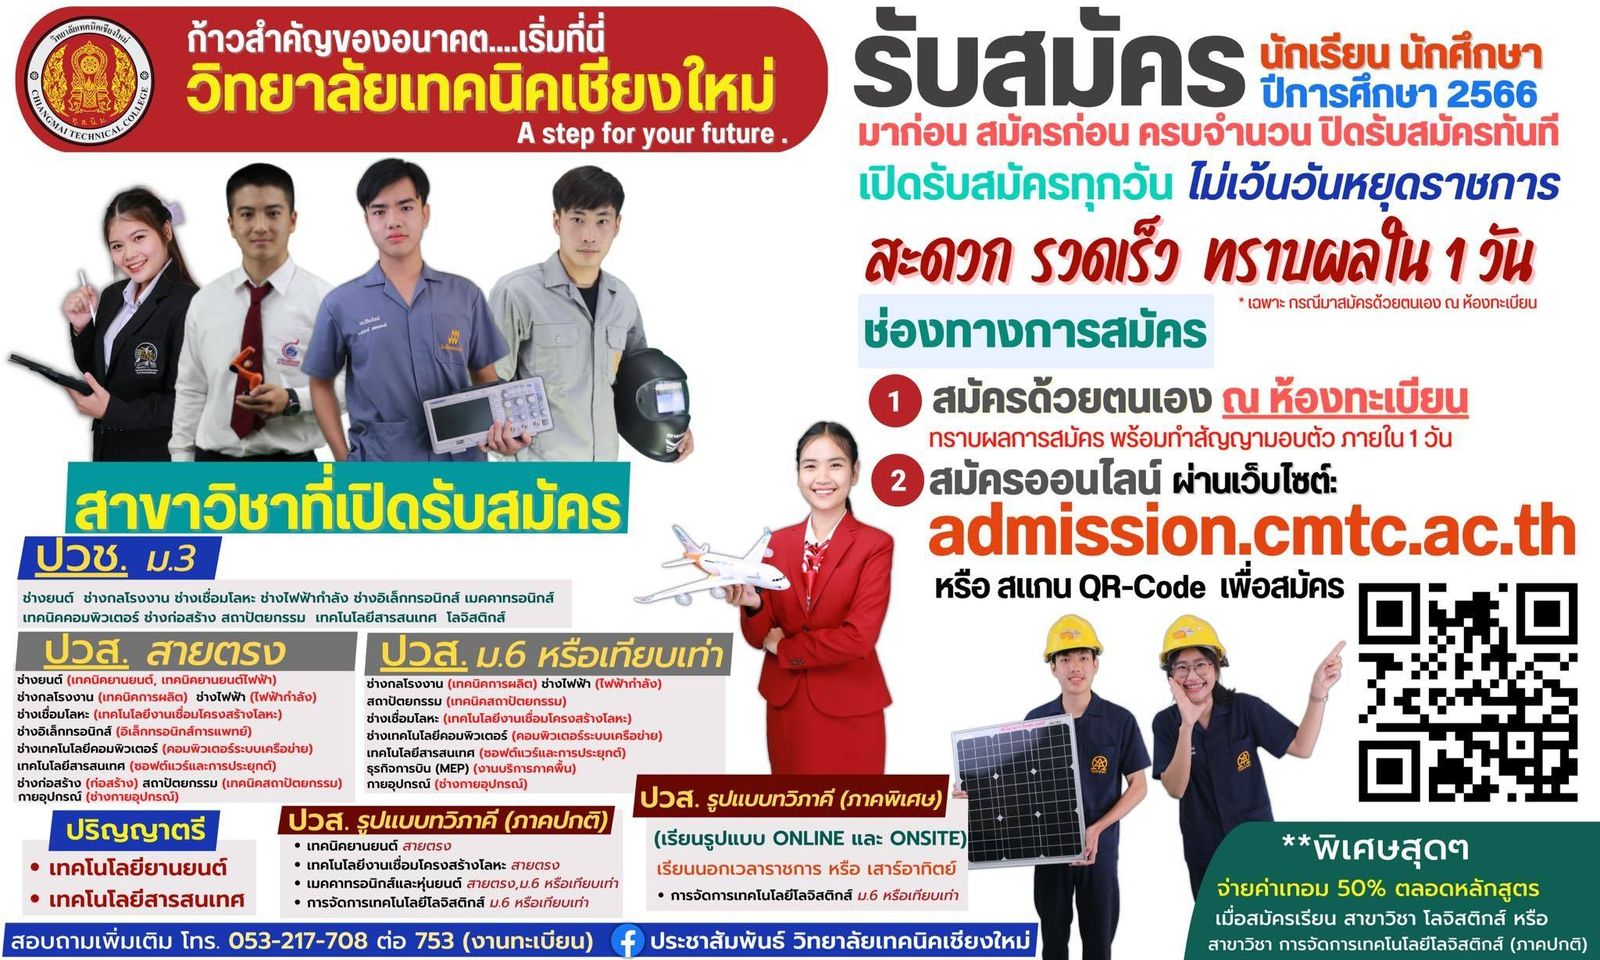 ก้าวสำคัญของอนาคต....เริ่มที่นี่
วิทยาลัยเทคนิคเชียงใหม่
A step for your future .
วิทยาลัยเทคนิคเชียงใหม่
CHIANGMAI TECHNICAL COLLEGE
รับสมัคร นักเรียน นักศึกษา
ปีการศึกษา 2566
มาก่อน สมัครก่อน ครบจำนวน ปิดรับสมัครทันที
เปิดรับสมัครทุกวัน ไม่เว้นวันหยุดราชการ
สะดวก รวดเร็ว ทราบผลใน 1 วัน
* เฉพาะ กรณีมาสมัครด้วยตนเอง ณ ห้องทะเบียน
ช่องทางการสมัคร
1 สมัครด้วยตนเอง ณ ห้องทะเบียน
ทราบผลการสมัคร พร้อมทำสัญญามอบตัว ภายใน 1 วัน
2 สมัครออนไลน์ ผ่านเว็บไซต์:
admission.cmtc.ac.th
หรือ สแกน QR-Code เพื่อสมัคร
สาขาวิชาที่เปิดรับสมัคร
ปวช. ม.3
ช่างยนต์ ช่างกลโรงงาน ช่างเชื่อมโลหะ ช่างไฟฟ้ากำลัง ช่างอิเล็กทรอนิกส์ เมคคาทรอนิกส์
เทคนิคคอมพิวเตอร์ ช่างก่อสร้าง สถาปัตยกรรม เทคโนโลยีสารสนเทศ โลจิสติกส์
ปวส. สายตรง
ช่างยนต์ (เทคนิคยานยนต์, เทคนิคยานยนต์ไฟฟ้า)
ช่างกลโรงงาน (เทคนิคการผลิต) ช่างไฟฟ้า (ไฟฟ้ากำลัง)
ช่างเชื่อมโลหะ (เทคโนโลยีงานเชื่อมโครงสร้างโลหะ)
ช่างอิเล็กทรอนิกส์ (อิเล็กทรอนิกส์การแพทย์)
ช่างเทคโนโลยีคอมพิวเตอร์ (คอมพิวเตอร์ระบบเครือข่าย)
เทคโนโลยีสารสนเทศ (ซอฟต์แวร์และการประยุกต์)
ช่างก่อสร้าง (ก่อสร้าง) สถาปัตยกรรม (เทคนิคสถาปัตยกรรม)
กายอุปกรณ์ (ช่างกายอุปกรณ์)
ปวส. ม.6 หรือเทียบเท่า
ช่างกลโรงงาน (เทคนิคการผลิต) ช่างไฟฟ้า (ไฟฟ้ากำลัง)
สถาปัตยกรรม (เทคนิคสถาปัตยกรรม)
ช่างเชื่อมโลหะ (เทคโนโลยีงานเชื่อมโครงสร้างโลหะ)
ช่างเทคโนโลยีคอมพิวเตอร์ (คอมพิวเตอร์ระบบเครือข่าย)
เทคโนโลยีสารสนเทศ (ซอฟต์แวร์และการประยุกต์)
ธุรกิจการบิน (MEP) (งานบริการภาคพื้น)
กายอุปกรณ์ (ช่างกายอุปกรณ์)
ปริญญาตรี
• เทคโนโลยียานยนต์
• เทคโนโลยีสารสนเทศ
ปวส. รูปแบบทวิภาคี (ภาคปกติ)
• เทคนิคยานยนต์ สายตรง
• เทคโนโลยีงานเชื่อมโครงสร้างโลหะ สายตรง
• เมคคาทรอนิกส์และหุ่นยนต์ สายตรง,ม.6 หรือเทียบเท่า
• การจัดการเทคโนโลยีโลจิสติกส์ ม.6 หรือเทียบเท่า
ปวส. รูปแบบทวิภาคี (ภาคพิเศษ)
(เรียนรูปแบบ ONLINE และ ONSITE)
เรียนนอกเวลาราชการ หรือ เสาร์อาทิตย์
• การจัดการเทคโนโลยีโลจิสติกส์ ม.6 หรือเทียบเท่า
**พิเศษสุดๆ
จ่ายค่าเทอม 50% ตลอดหลักสูตร
เมื่อสมัครเรียน สาขาวิชา โลจิสติกส์ หรือ
สาขาวิชา การจัดการเทคโนโลยีโลจิสติกส์ (ภาคปกติ)
สอบถามเพิ่มเติม โทร. 053-217-708 ต่อ 753 (งานทะเบียน) ประชาสัมพันธ์ วิทยาลัยเทคนิคเชียงใหม่